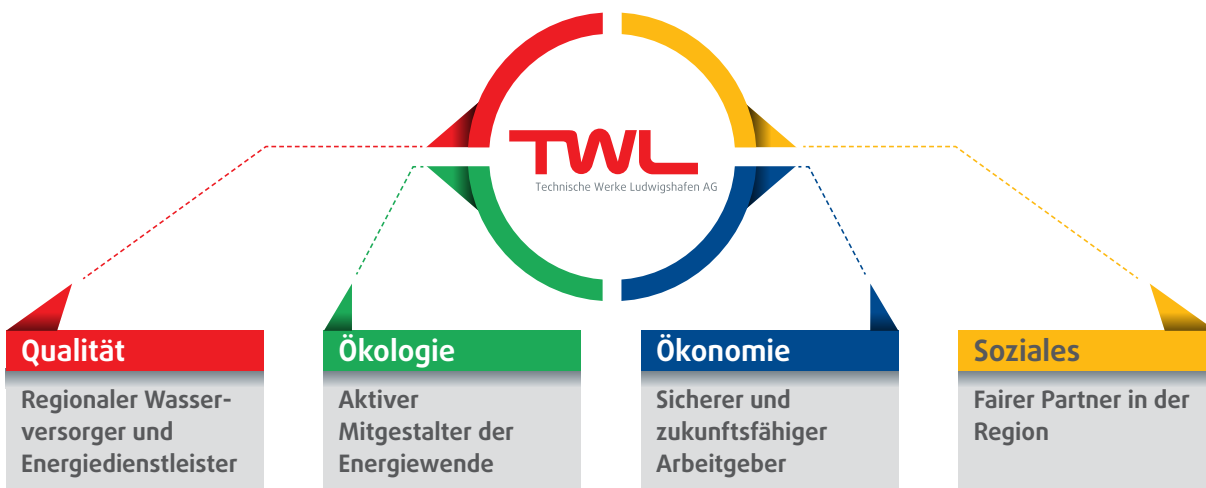 TWL
Technische Werke Ludwigshafen AG
Qualität
Regionaler Wasser-
versorger und
Energiedienstleister
Ökologie
Aktiver
Mitgestalter der
Energiewende
Ökonomie
Sicherer und
zukunftsfähiger
Arbeitgeber
Soziales
Fairer Partner in der
Region